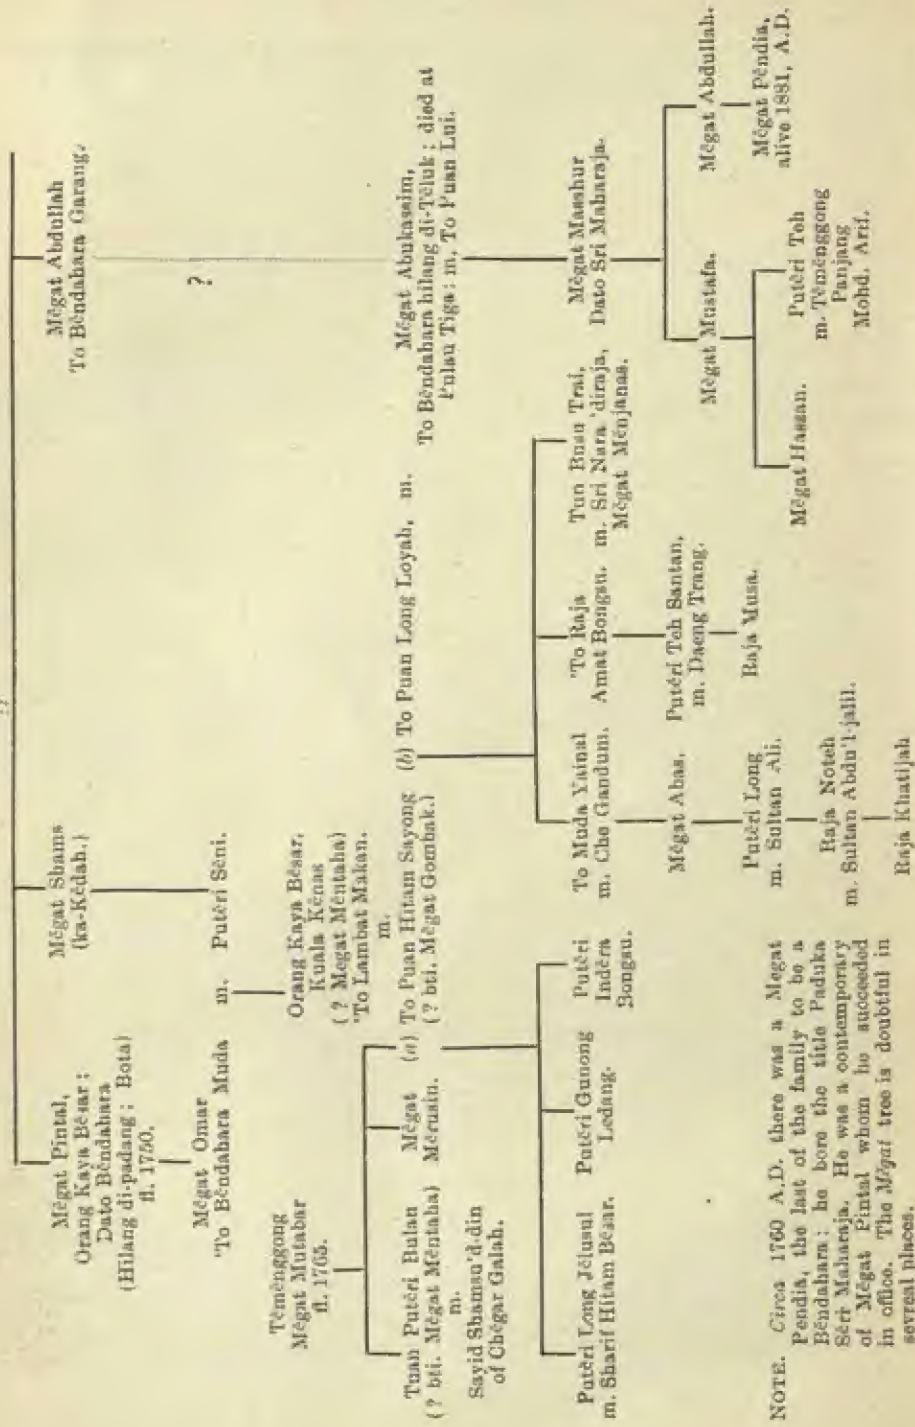 ??
Mĕgat Pintal,
Orang Kaya Bĕsar;
Dato Bĕndahara
(Hilang di-padang; Bota)
fl. 1750.
Mĕgat Shams
(ka-Kĕdah.)
Mĕgat Abdullah
To Bĕndahara Garang.
Mĕgat Omar
'To Bĕndahara Muda
m. Putĕri Sĕni.
?
Tĕmĕnggong
Mĕgat Mutabar
fl. 1765.
Orang Kaya Bĕsar.
Kuala Kĕnas
(? Megat Mĕntaha)
'To Lambat Makan.
m.
Tuan Putĕri Bulan
(? bti. Mĕgat Mĕntaha)
m.
Sayid Shamsu'd-din
of Chĕgar Galah.
Mĕgat
Mĕrusin.
(a) To Puan Hitam Sayong
(? bti. Mĕgat Gombak.)
(b) To Puan Long Loyah, m.
Mĕgat Abukassim,
To Bĕndahara hilang di-Tĕluk; died at
Pulau Tiga; m. To Puan Lui.
Putĕri Long Jĕlusul
m. Sharif Hitam Bĕsar.
Putĕri Gunong
Ledang.
Putĕri
Indĕra
Bongsu.
To Muda Yainal
m. Che Gandum.
'To Raja
Amat Bongsu.
Tun Busu Trai,
m. Sri Nara 'diraja,
Mĕgat Mĕnjanas.
Mĕgat Masshur
Dato Sri Maharaja.
Mĕgat Abas.
Putĕri Teh Santan,
m. Daeng Trang.
Mĕgat Mustafa.
Mĕgat Abdullah.
Putĕri Long
m. Sultan Ali.
Raja Musa.
Mĕgat Hassan.
Putĕri Teh
m. Tĕmĕnggong
Panjang
Mohd. Arif.
Mĕgat Pĕndia,
alive 1881, A.D.
Raja Noteh
m. Sultan Abdu'l-jalil.
Raja Khatijah
NOTE. Circa 1760 A.D. there was a Megat
Pendia, the last of the family to be a
Bĕndahara: he bore the title Paduka
Sĕri Maharaja. He was a contemporary
of Mĕgat Pintal whom he succeeded
in office. The Mĕgat tree is doubtful in
several places.